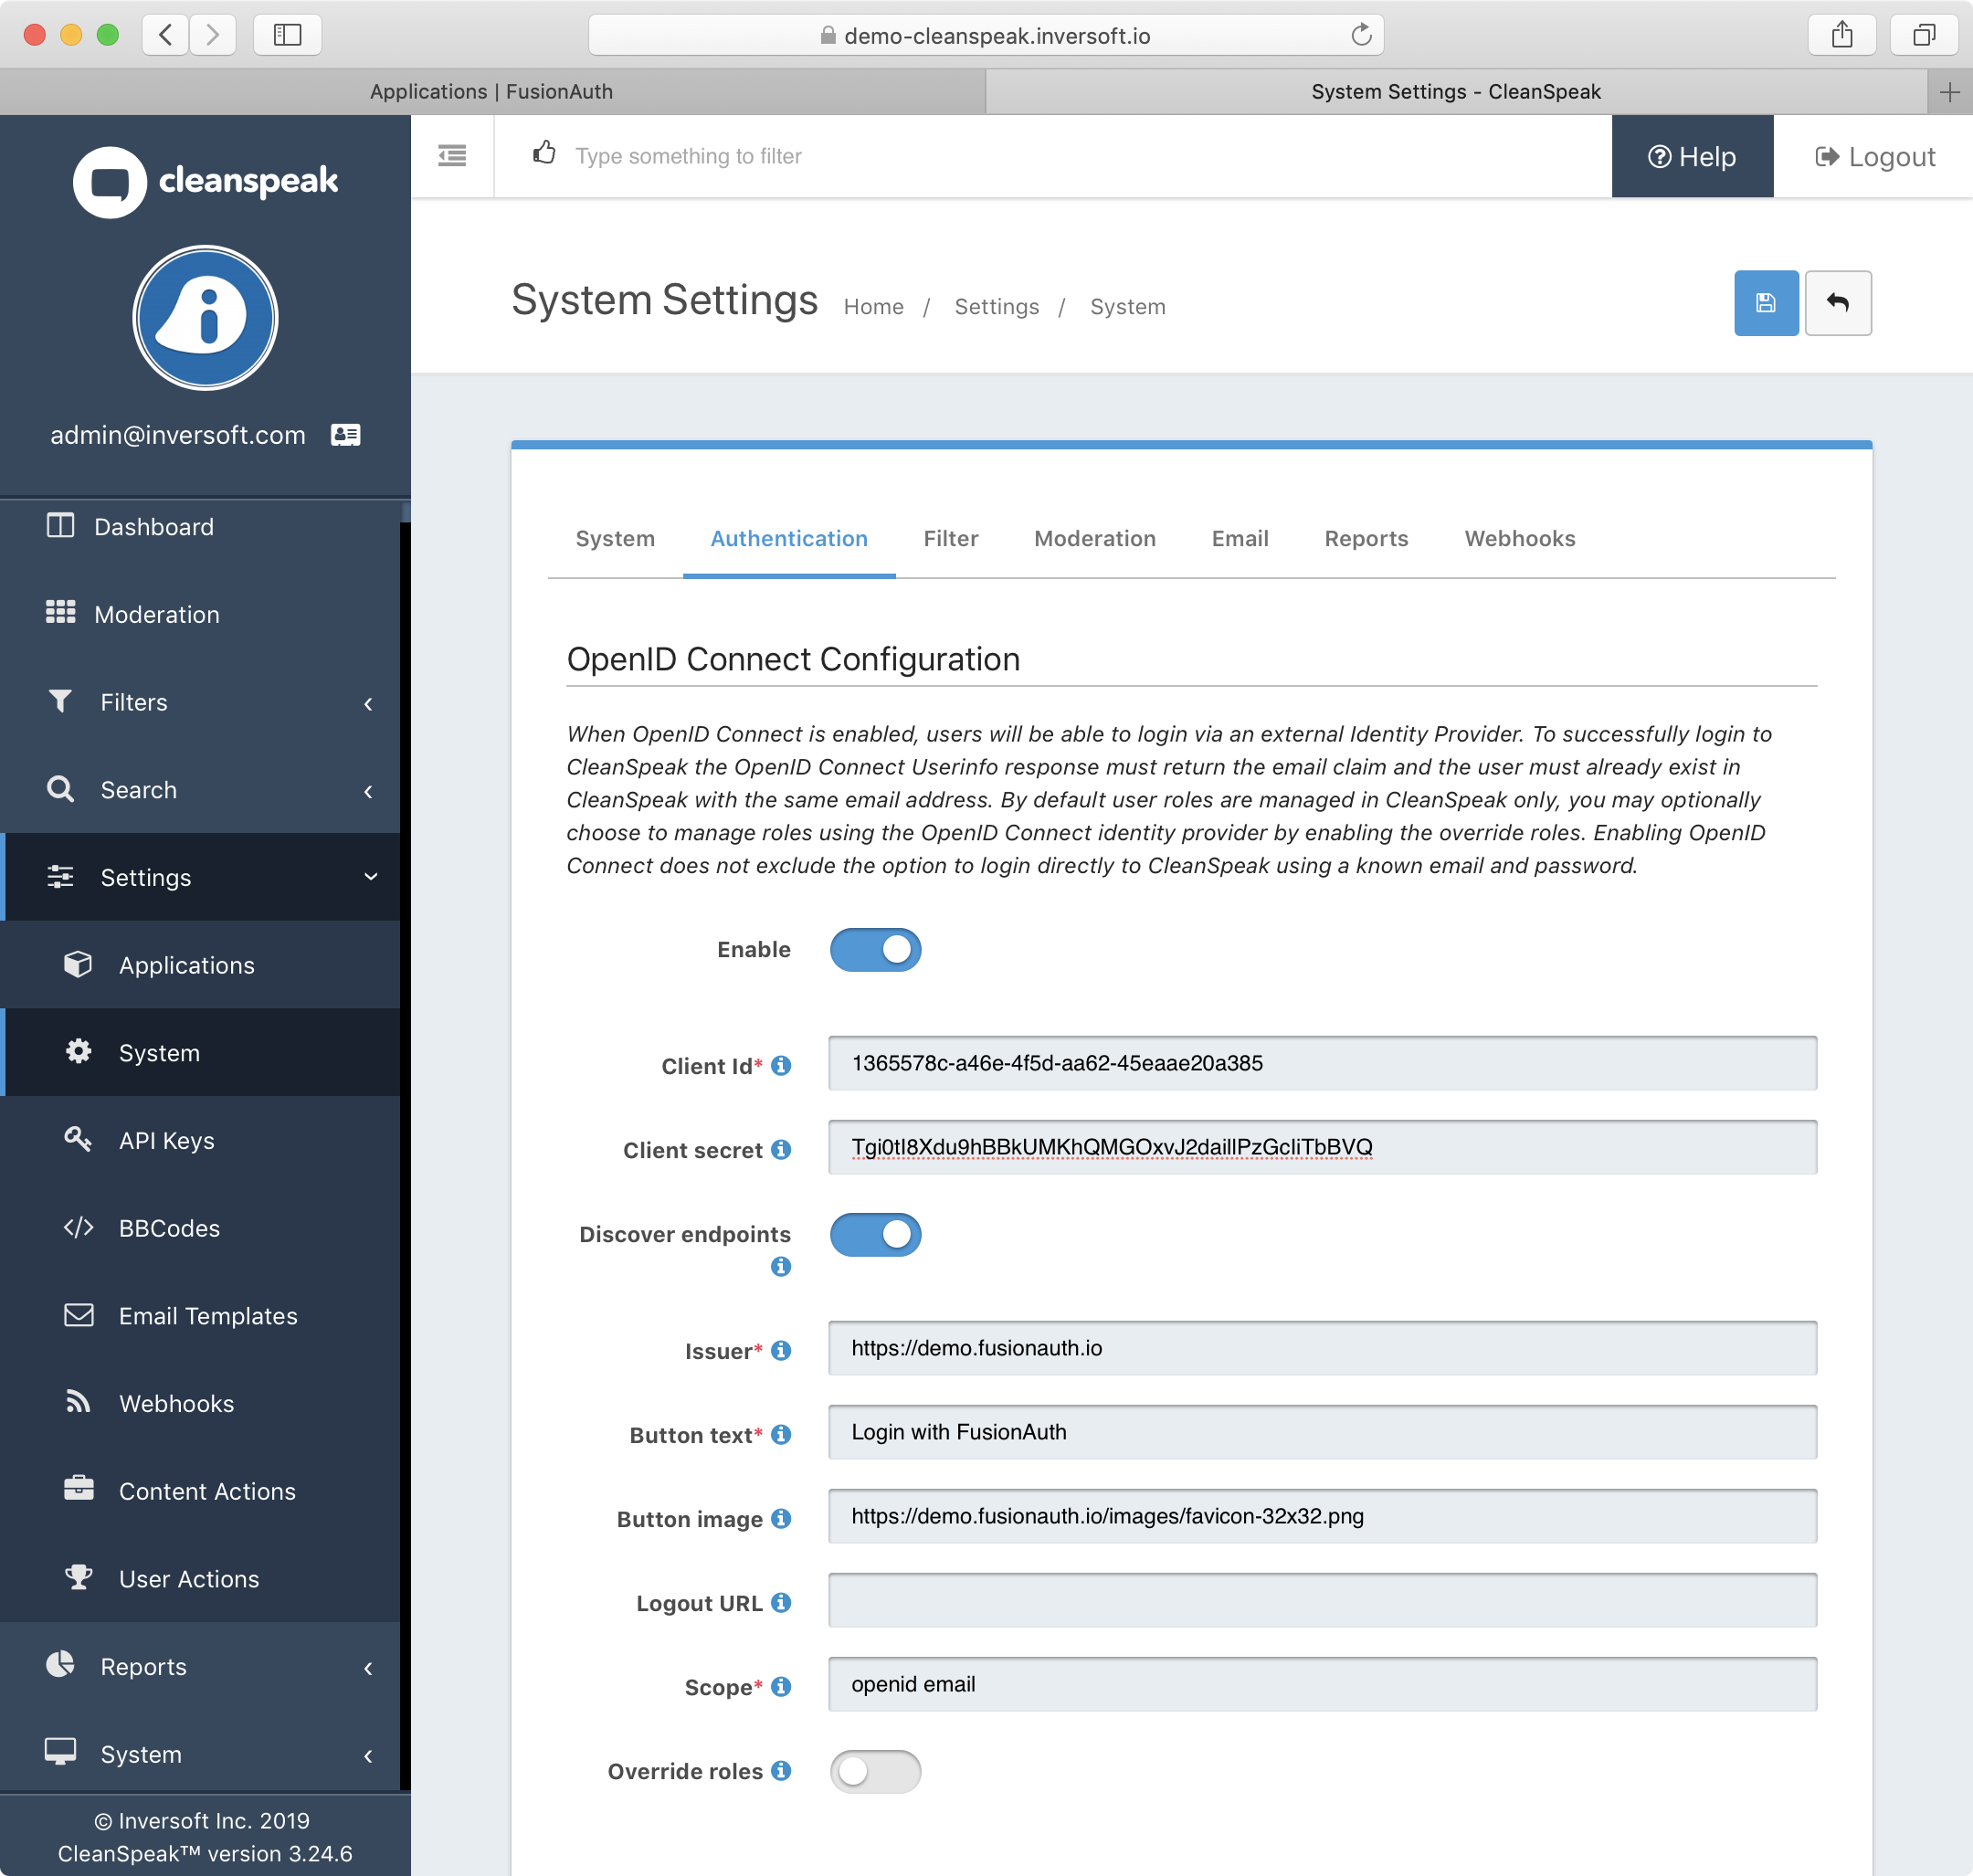 demo-cleanspeak.inversoft.io
Applications | FusionAuth
System Settings - CleanSpeak
cleanspeak
Type something to filter
Help
Logout
admin@inversoft.com
System Settings
Home / Settings / System
Dashboard
Moderation
Filters
Search
Settings
Applications
System
API Keys
BBCodes
Email Templates
Webhooks
Content Actions
User Actions
Reports
System
© Inversoft Inc. 2019
CleanSpeak™ version 3.24.6
System Authentication Filter Moderation Email Reports Webhooks
OpenID Connect Configuration
When OpenID Connect is enabled, users will be able to login via an external Identity Provider. To successfully login to
CleanSpeak the OpenID Connect Userinfo response must return the email claim and the user must already exist in
CleanSpeak with the same email address. By default user roles are managed in CleanSpeak only, you may optionally
choose to manage roles using the OpenID Connect identity provider by enabling the override roles. Enabling OpenID
Connect does not exclude the option to login directly to CleanSpeak using a known email and password.
Enable
Client Id* 1365578c-a46e-4f5d-aa62-45eaae20a385
Client secret
Discover endpoints
Issuer* https://demo.fusionauth.io
Button text* Login with FusionAuth
Button image https://demo.fusionauth.io/images/favicon-32x32.png
Logout URL
Scope* openid email
Override roles